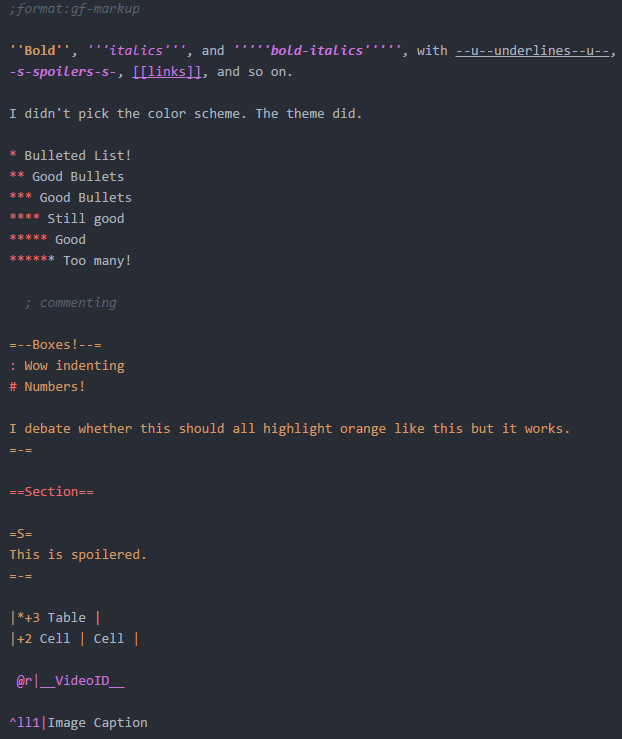 ;format:gf-markup
''Bold'', '''italics''', and '''''bold-italics''''', with --u--underlines--u--,
-s-spoilers-s-, [[links]], and so on.
I didn't pick the color scheme. The theme did.
* Bulleted List!
** Good Bullets
*** Good Bullets
**** Still good
***** Good
****** Too many!
; commenting
=--Boxes!--=
: Wow indenting
# Numbers!
I debate whether this should all highlight orange like this but it works.
=-=
==Section==
=S=
This is spoilered.
=-=
|*+3 Table |
|+2 Cell | Cell |
@r|__VideoID__
^ll1|Image Caption